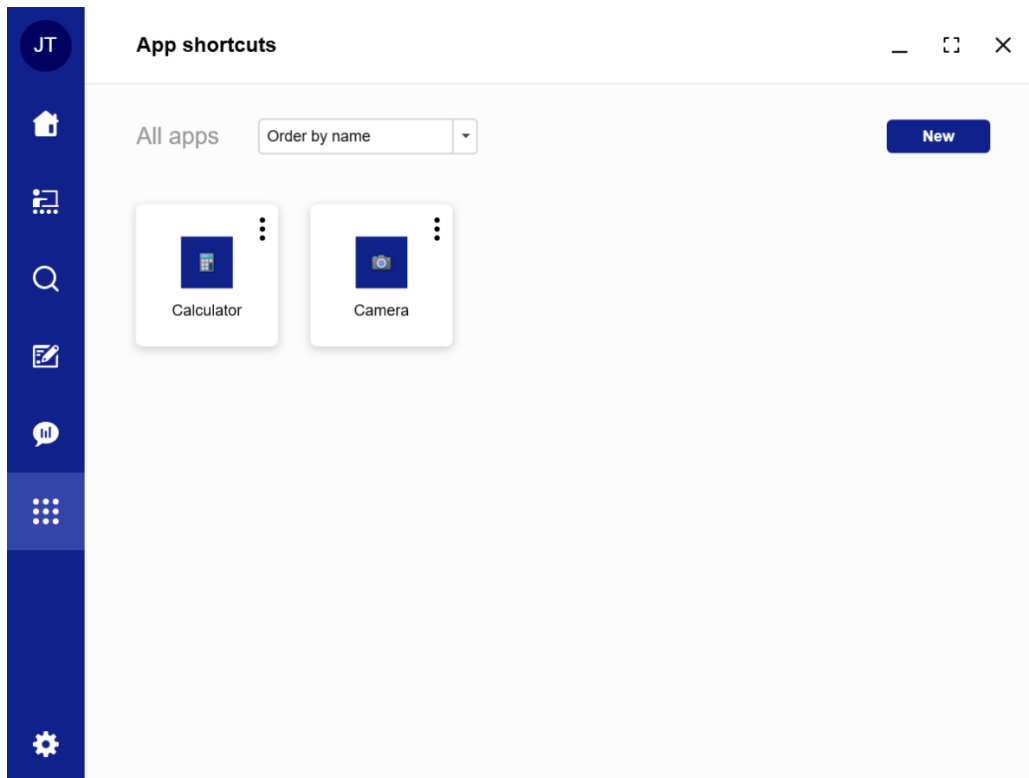 JT
App shortcuts
All apps
Order by name
New
Calculator
Camera